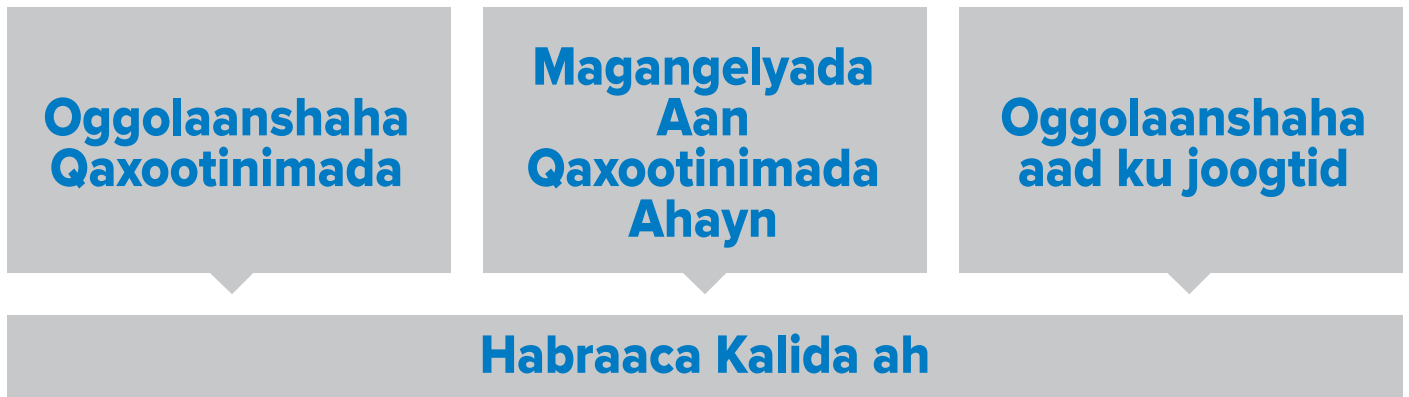 Oggolaanshaha
Qaxootinimada
Magangelyada
Aan
Qaxootinimada
Ahayn
Oggolaanshaha
aad ku joogtid
Habraaca Kalida ah